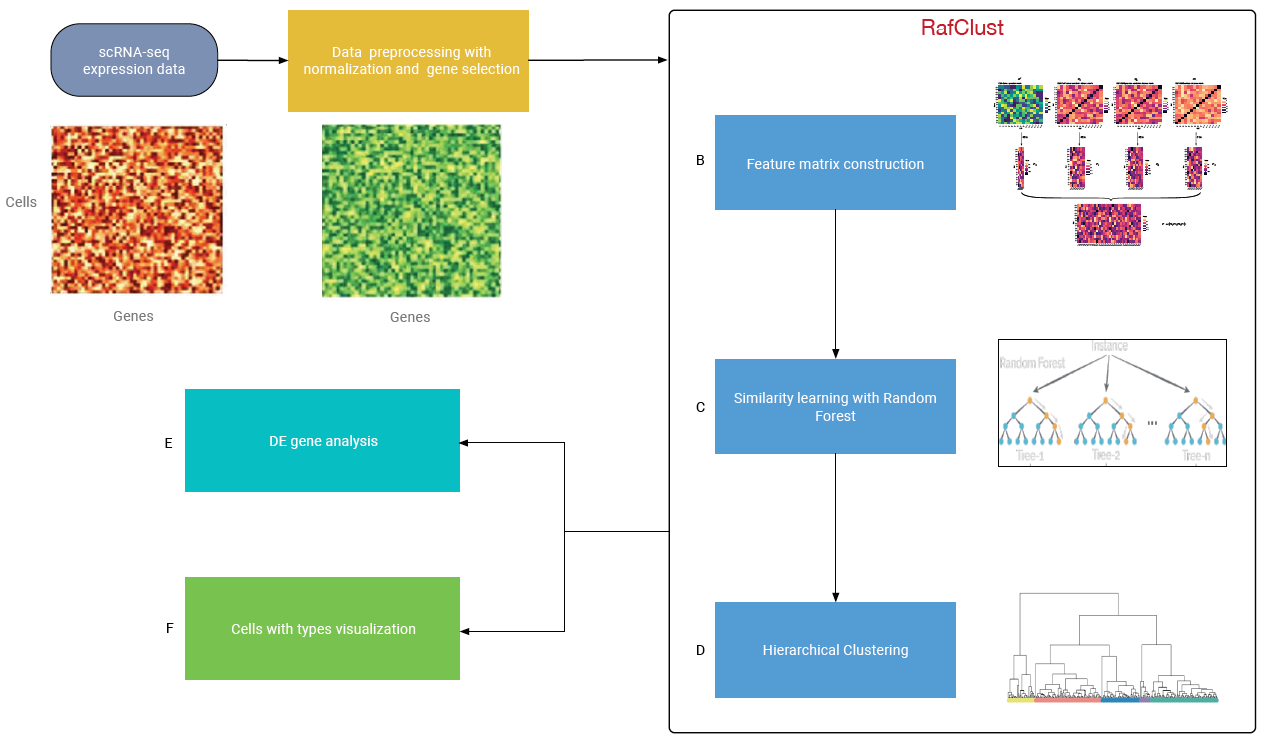 scRNA-seq
expression data
Data preprocessing with
normalization and gene selection
RafClust
Cells
Genes
Genes
B
Feature matrix construction
C
Similarity learning with Random
Forest
Instance
Random Forest
Tree-1
Tree-2
...
Tree-n
E
DE gene analysis
F
Cells with types visualization
D
Hierarchical Clustering